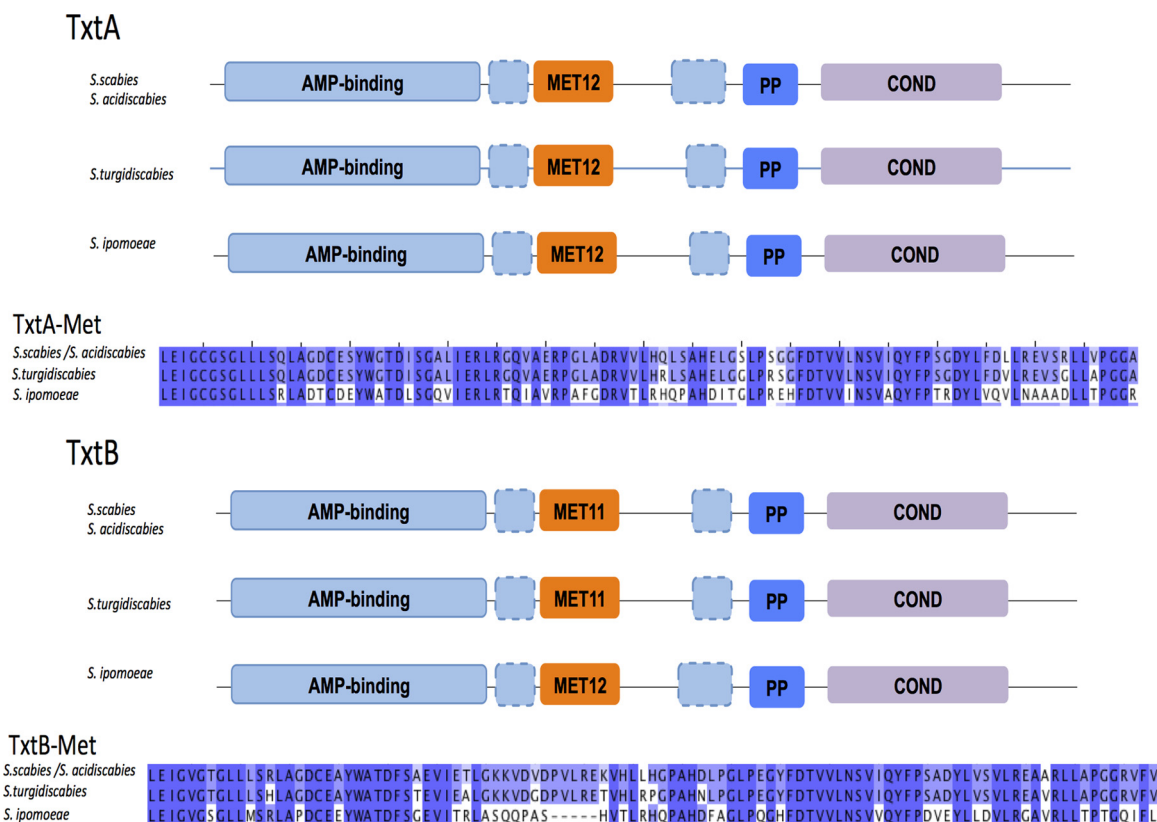 TxtA
S.scabies
S. acidiscabies
AMP-binding MET12 PP COND
S.turgidiscabies
AMP-binding MET12 PP COND
S. ipomoeae
AMP-binding MET12 PP COND
TxtA-Met
S.scabies /S. acidiscabies LEIGCGSGLLLSQLAGDCESYWGTDISGALIERLRGQVAERPGLADRVVLHQLSAHELGSLPSGGFDTVVLNSVIQYFPSGDYLFDLLREVSRLLVPGGA
S.turgidiscabies LEIGCGSGLLLSQLAGDCESYWGTDISGALIERLRGQVAERPGLADRVVLHRLSAHELGGLPRSGFDTVVLNSVIQYFPSGDYLFDVLREVSGLLAPGGA
S. ipomoeae LEIGCGSGLLLSRLADTCDEYWATDLSGQVIERLRTQIAVRPAFGDRVTLRHQPAHDITGLPREHFDTVVINSVAQYFPTRDYLVQVLNAAADLLTPGGR
TxtB
S.scabies
S. acidiscabies
AMP-binding MET11 PP COND
S.turgidiscabies
AMP-binding MET11 PP COND
S. ipomoeae
AMP-binding MET12 PP COND
TxtB-Met
S.scabies /S. acidiscabies LEIGVGTGLLLSRLAGDCEAYWATDFSAEVIETLGKKVDVDPVLREKVHLLHGPAHDLPGLPEGYFDTVVLNSVIQYFPSADYLVSVLREAARLLAPGGRVFV
S.turgidiscabies LEIGVGTGLLLSHLAGDCEAYWATDFSTEVIEALGKKVDGDPVLRETVHLRPGPAHNLPGLPEGYFDTVVLNSVIQYFPSADYLVSVLREAVRLLAPGGRVFV
S. ipomoeae LEIGVGSGLLMSRLAPDCEEYWATDFSGEVITRLASQQPAS-----HVTLRHQPAHDFAGLPQGHFDTVVLNSVVQYFPDVEYLLDVLRGAVRLLTPTGQIFL